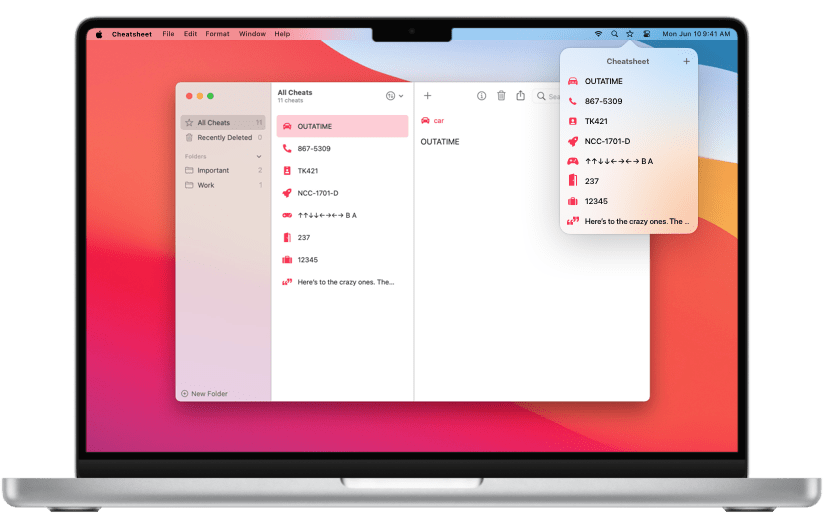 Cheatsheet File Edit Format Window Help
Mon Jun 10 9:41 AM
All Cheats 11
Recently Deleted 0
Folders
Important 2
Work 1
New Folder
All Cheats
11 cheats
OUTATIME
867-5309
TK421
NCC-1701-D
↑↑↓↓←→←→ B A
237
12345
Here's to the crazy ones. The...
Sea
car
OUTATIME
Cheatsheet
OUTATIME
867-5309
TK421
NCC-1701-D
↑↑↓↓←→←→ B A
237
12345
Here's to the crazy ones. The ...